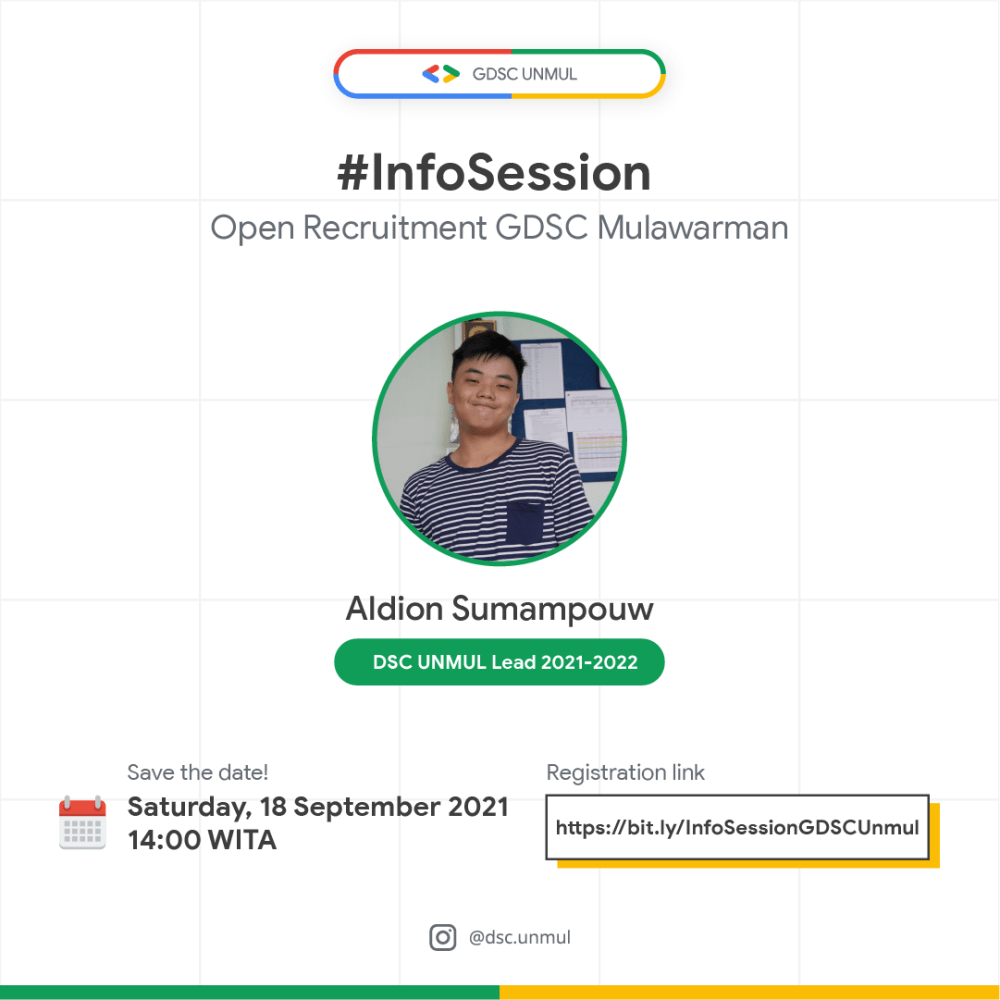 GDSC UNMUL
#InfoSession
Open Recruitment GDSC Mulawarman
Aldion Sumampouw
DSC UNMUL Lead 2021-2022
Save the date!
Saturday, 18 September 2021
14:00 WITA
Registration link
https://bit.ly/InfoSessionGDSCUnmul
@dsc.unmul